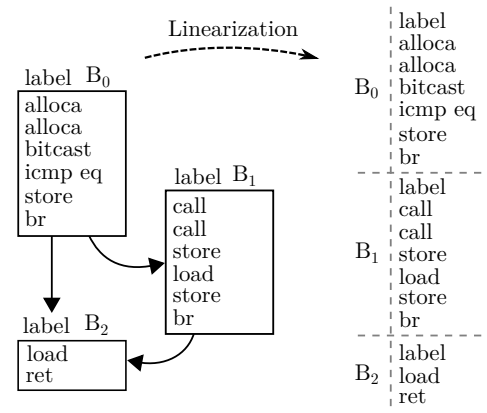 Linearization
label B0
alloca
alloca
bitcast
icmp eq
store
br
label B1
call
call
store
load
store
br
label B2
load
ret
B0
label
alloca
alloca
bitcast
icmp eq
store
br
B1
label
call
call
store
load
store
br
B2
label
load
ret